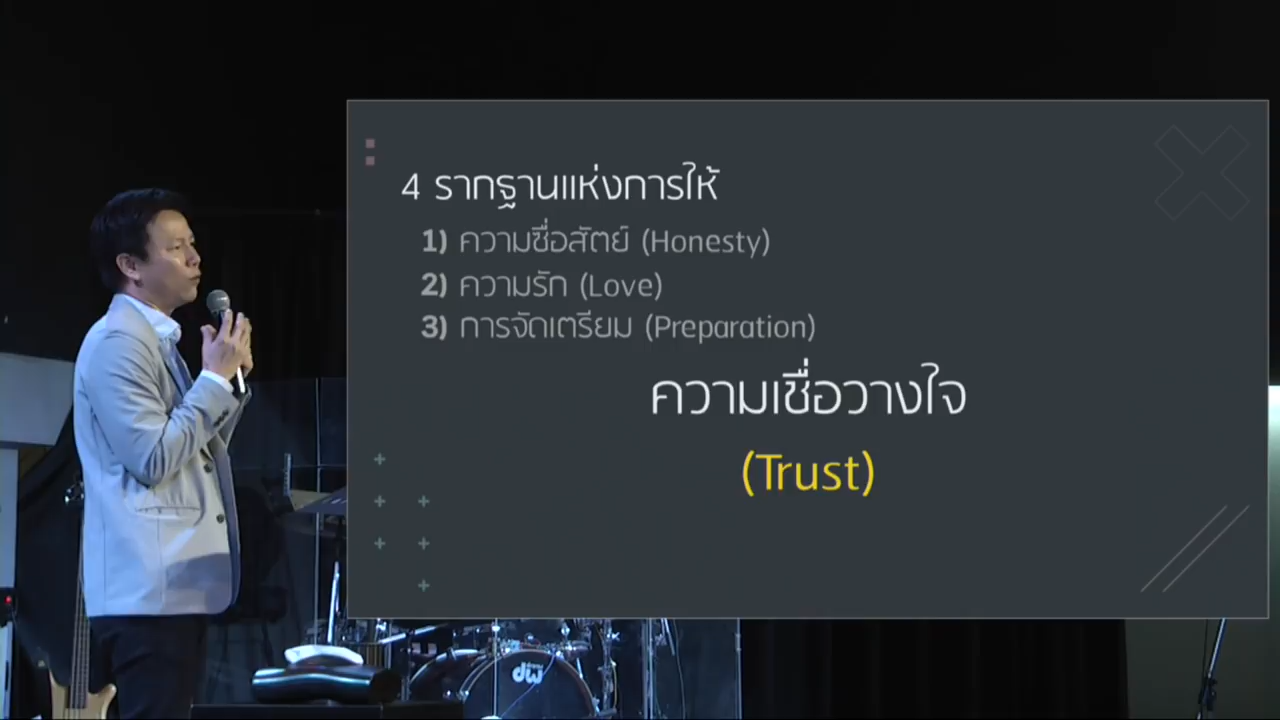 4 รากฐานแห่งการให้
1) ความซื่อสัตย์ (Honesty)
2) ความรัก (Love)
3) การจัดเตรียม (Preparation)
ความเชื่อวางใจ
(Trust)
drums
dw